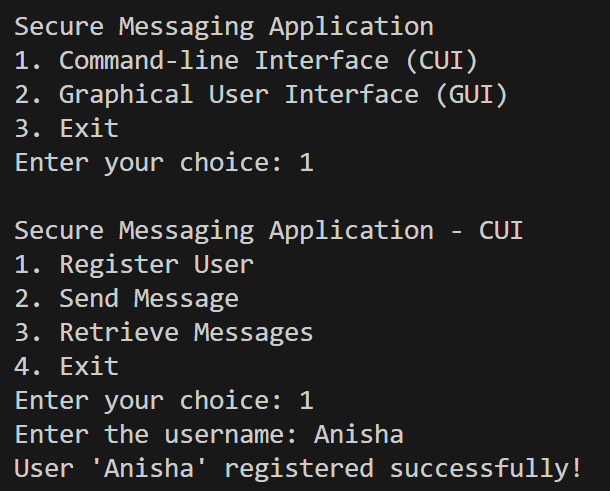 Secure Messaging Application
1. Command-line Interface (CUI)
2. Graphical User Interface (GUI)
3. Exit
Enter your choice: 1
Secure Messaging Application - CUI
1. Register User
2. Send Message
3. Retrieve Messages
4. Exit
Enter your choice: 1
Enter the username: Anisha
User 'Anisha' registered successfully!